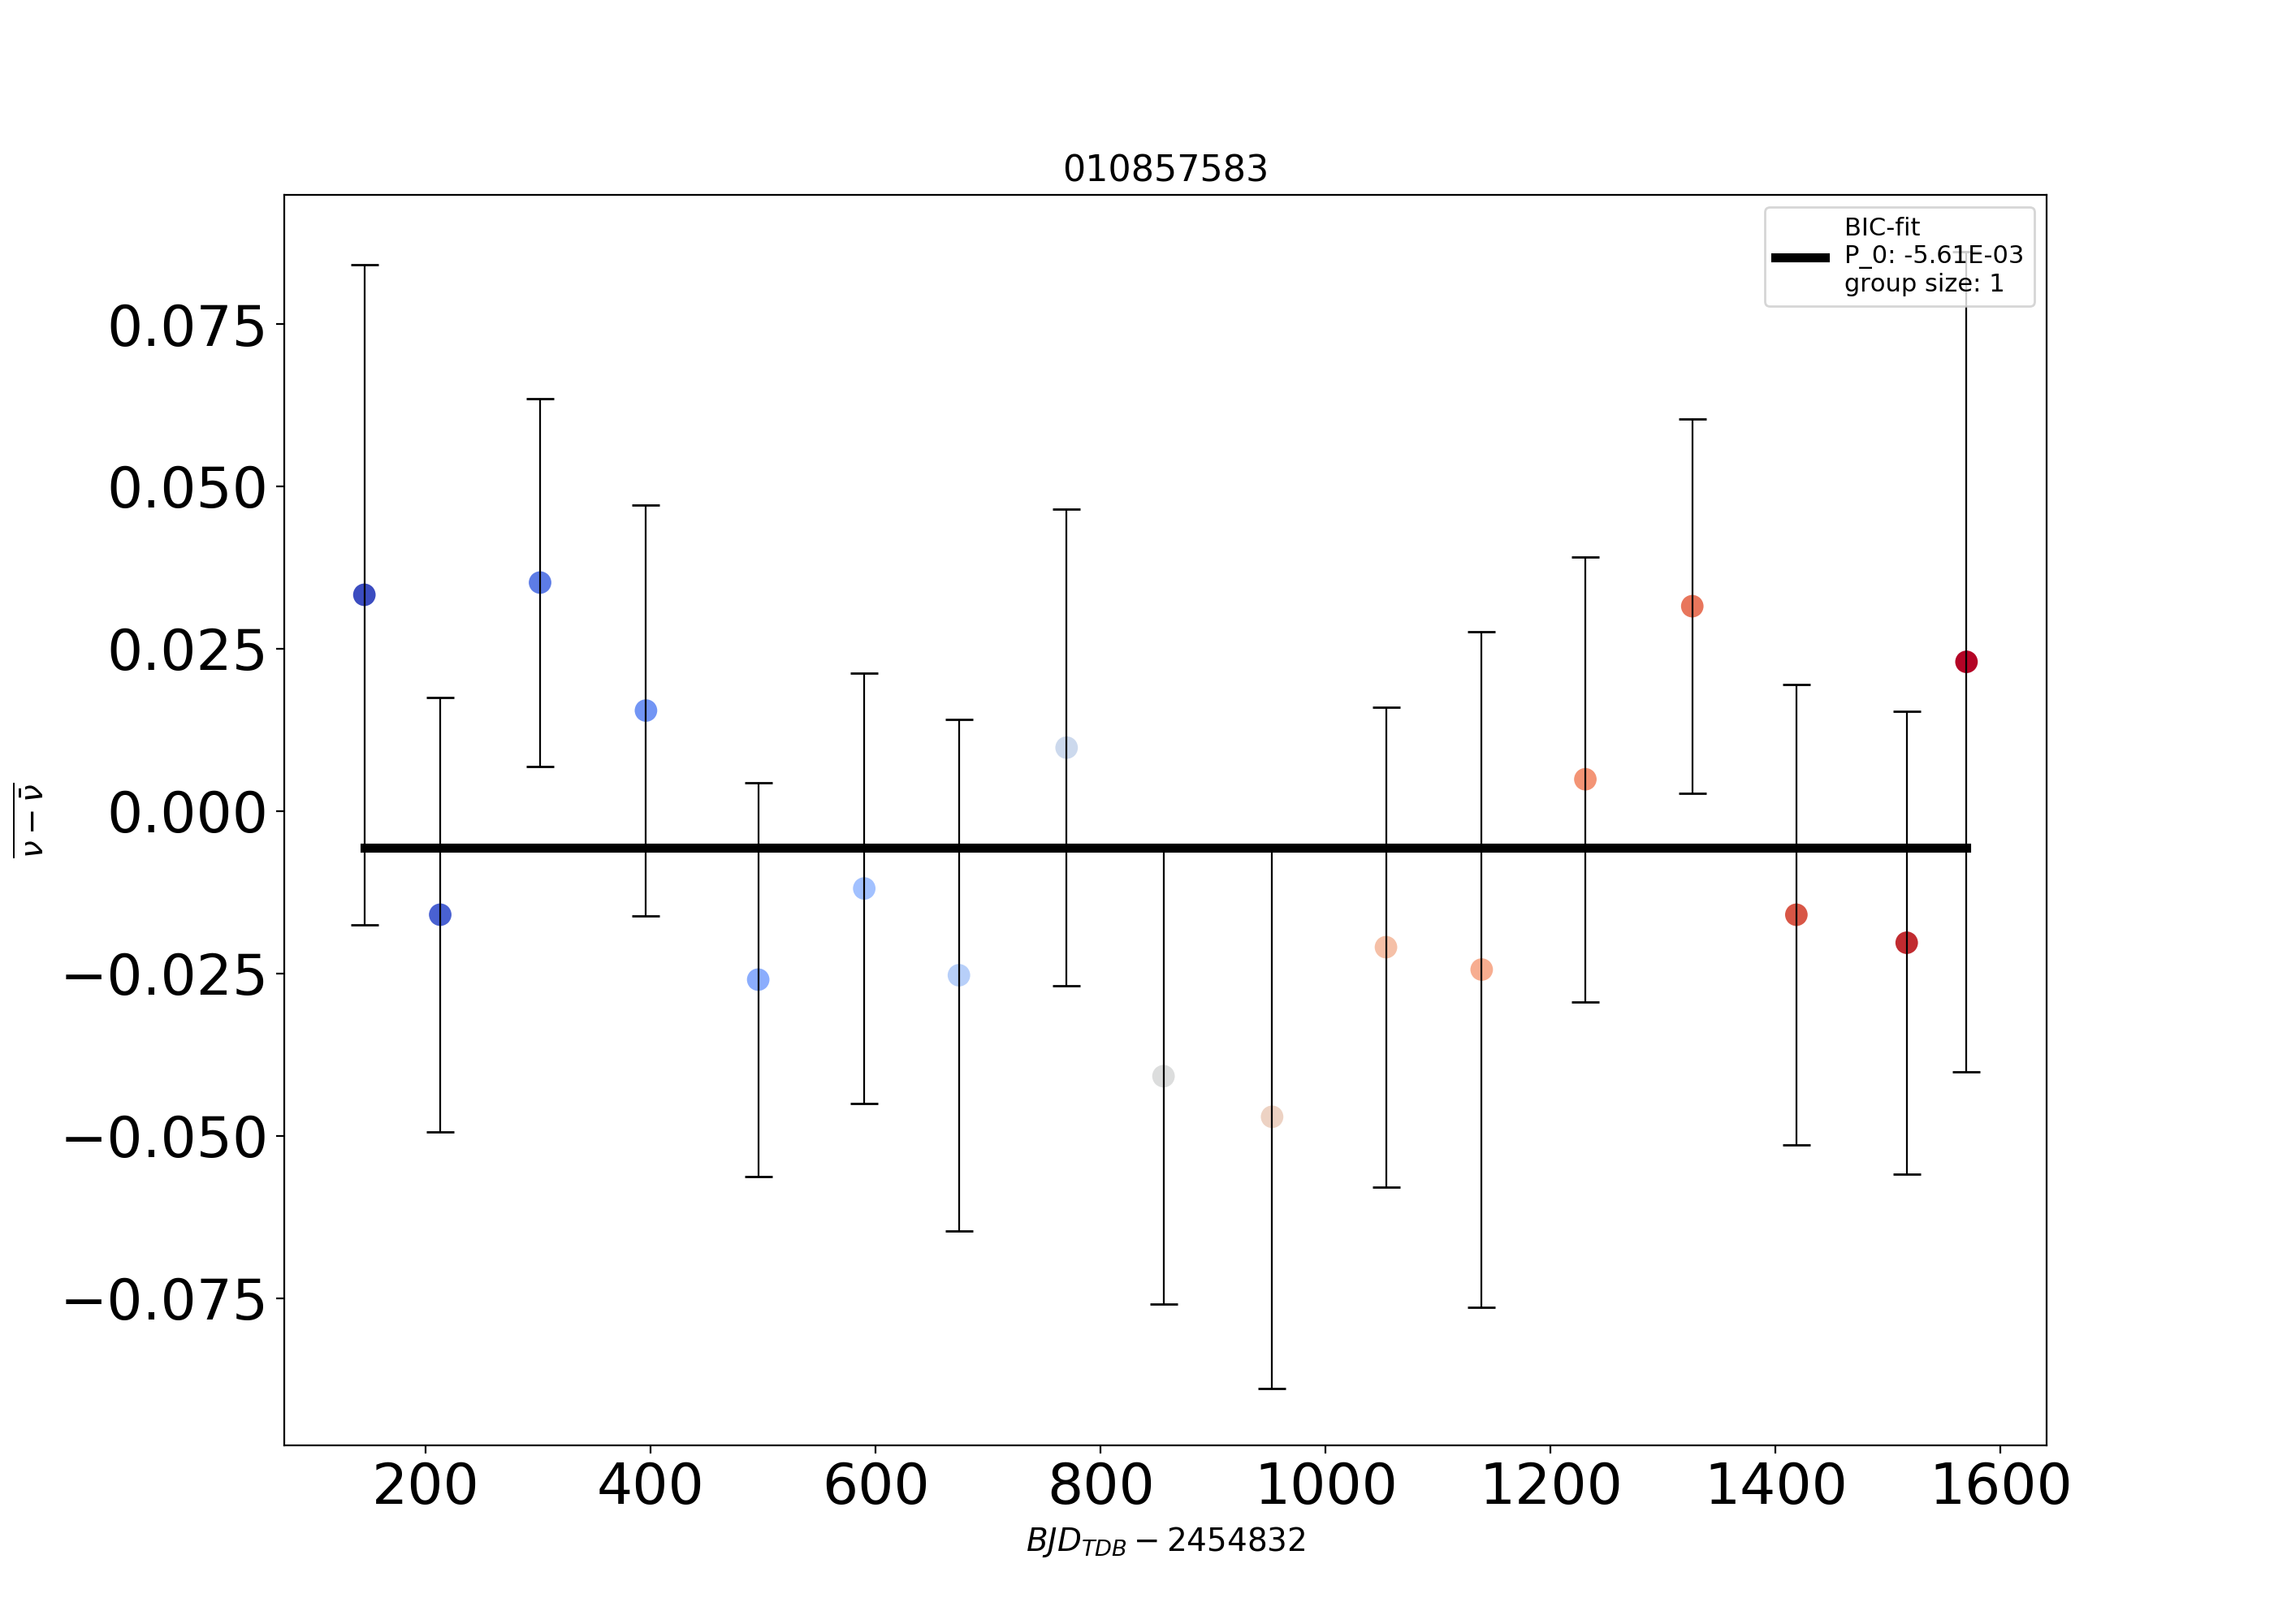 010857583
BIC-fit
P_0: -5.61E-03
group size: 1
0.075
0.050
0.025
0.000
−0.025
−0.050
−0.075
ν − ν̄
200 400 600 800 1000 1200 1400 1600
BJD_TDB − 2454832